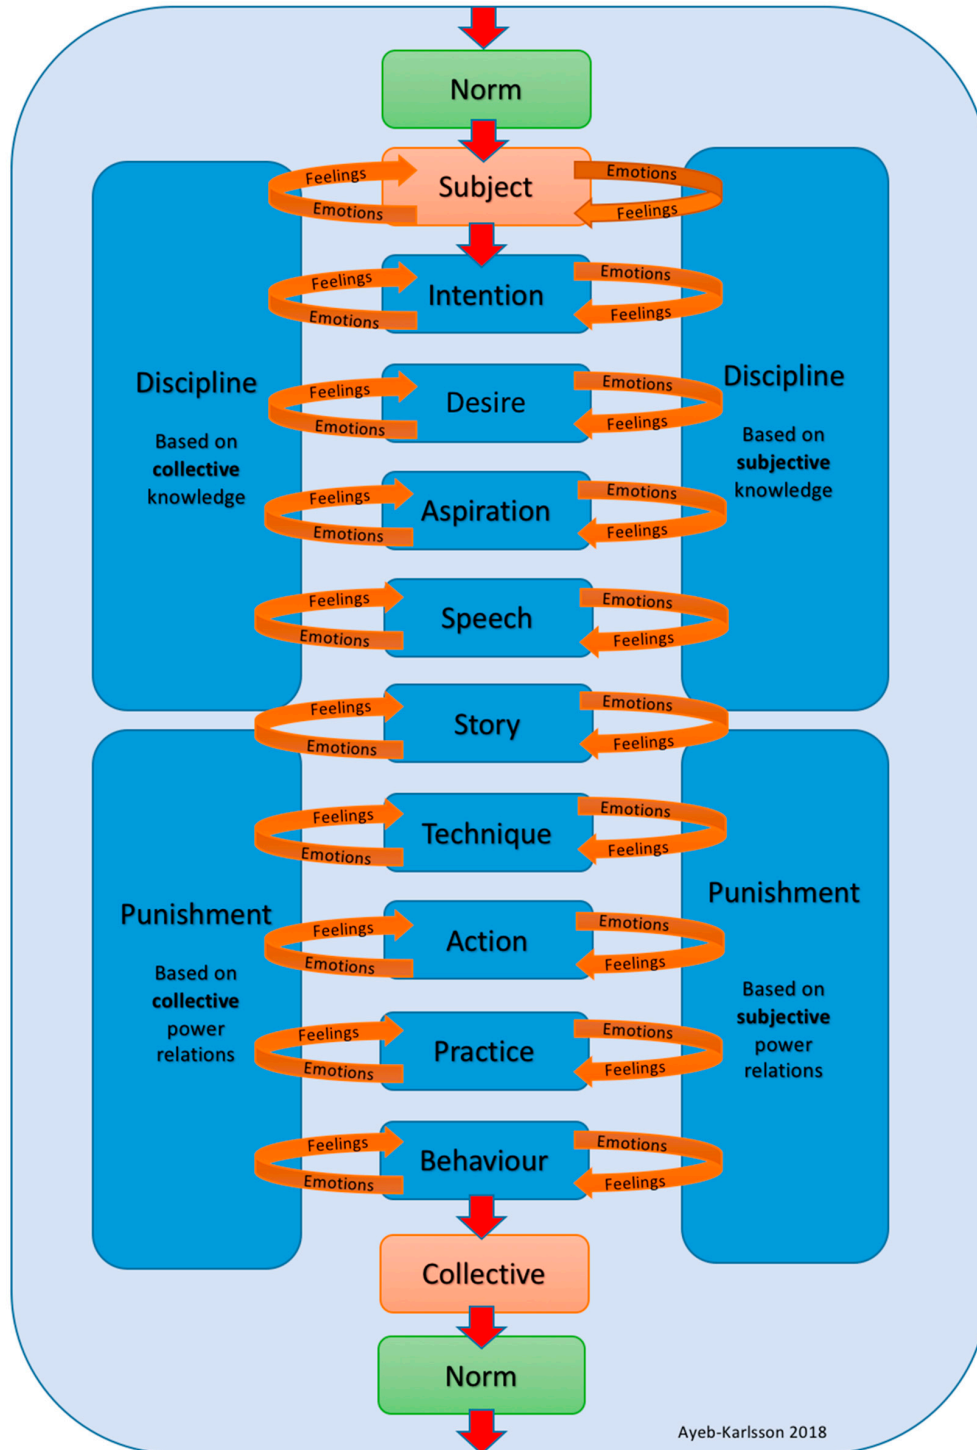 Norm
Subject
Feelings
Emotions
Emotions
Feelings
Intention
Feelings
Emotions
Emotions
Feelings
Desire
Feelings
Emotions
Emotions
Feelings
Aspiration
Feelings
Emotions
Emotions
Feelings
Speech
Feelings
Emotions
Emotions
Feelings
Story
Feelings
Emotions
Emotions
Feelings
Technique
Feelings
Emotions
Emotions
Feelings
Action
Feelings
Emotions
Emotions
Feelings
Practice
Feelings
Emotions
Emotions
Feelings
Behaviour
Feelings
Emotions
Emotions
Feelings
Collective
Norm
Discipline
Based on
collective
knowledge
Discipline
Based on
subjective
knowledge
Punishment
Based on
collective
power
relations
Punishment
Based on
subjective
power
relations
Ayeb-Karlsson 2018